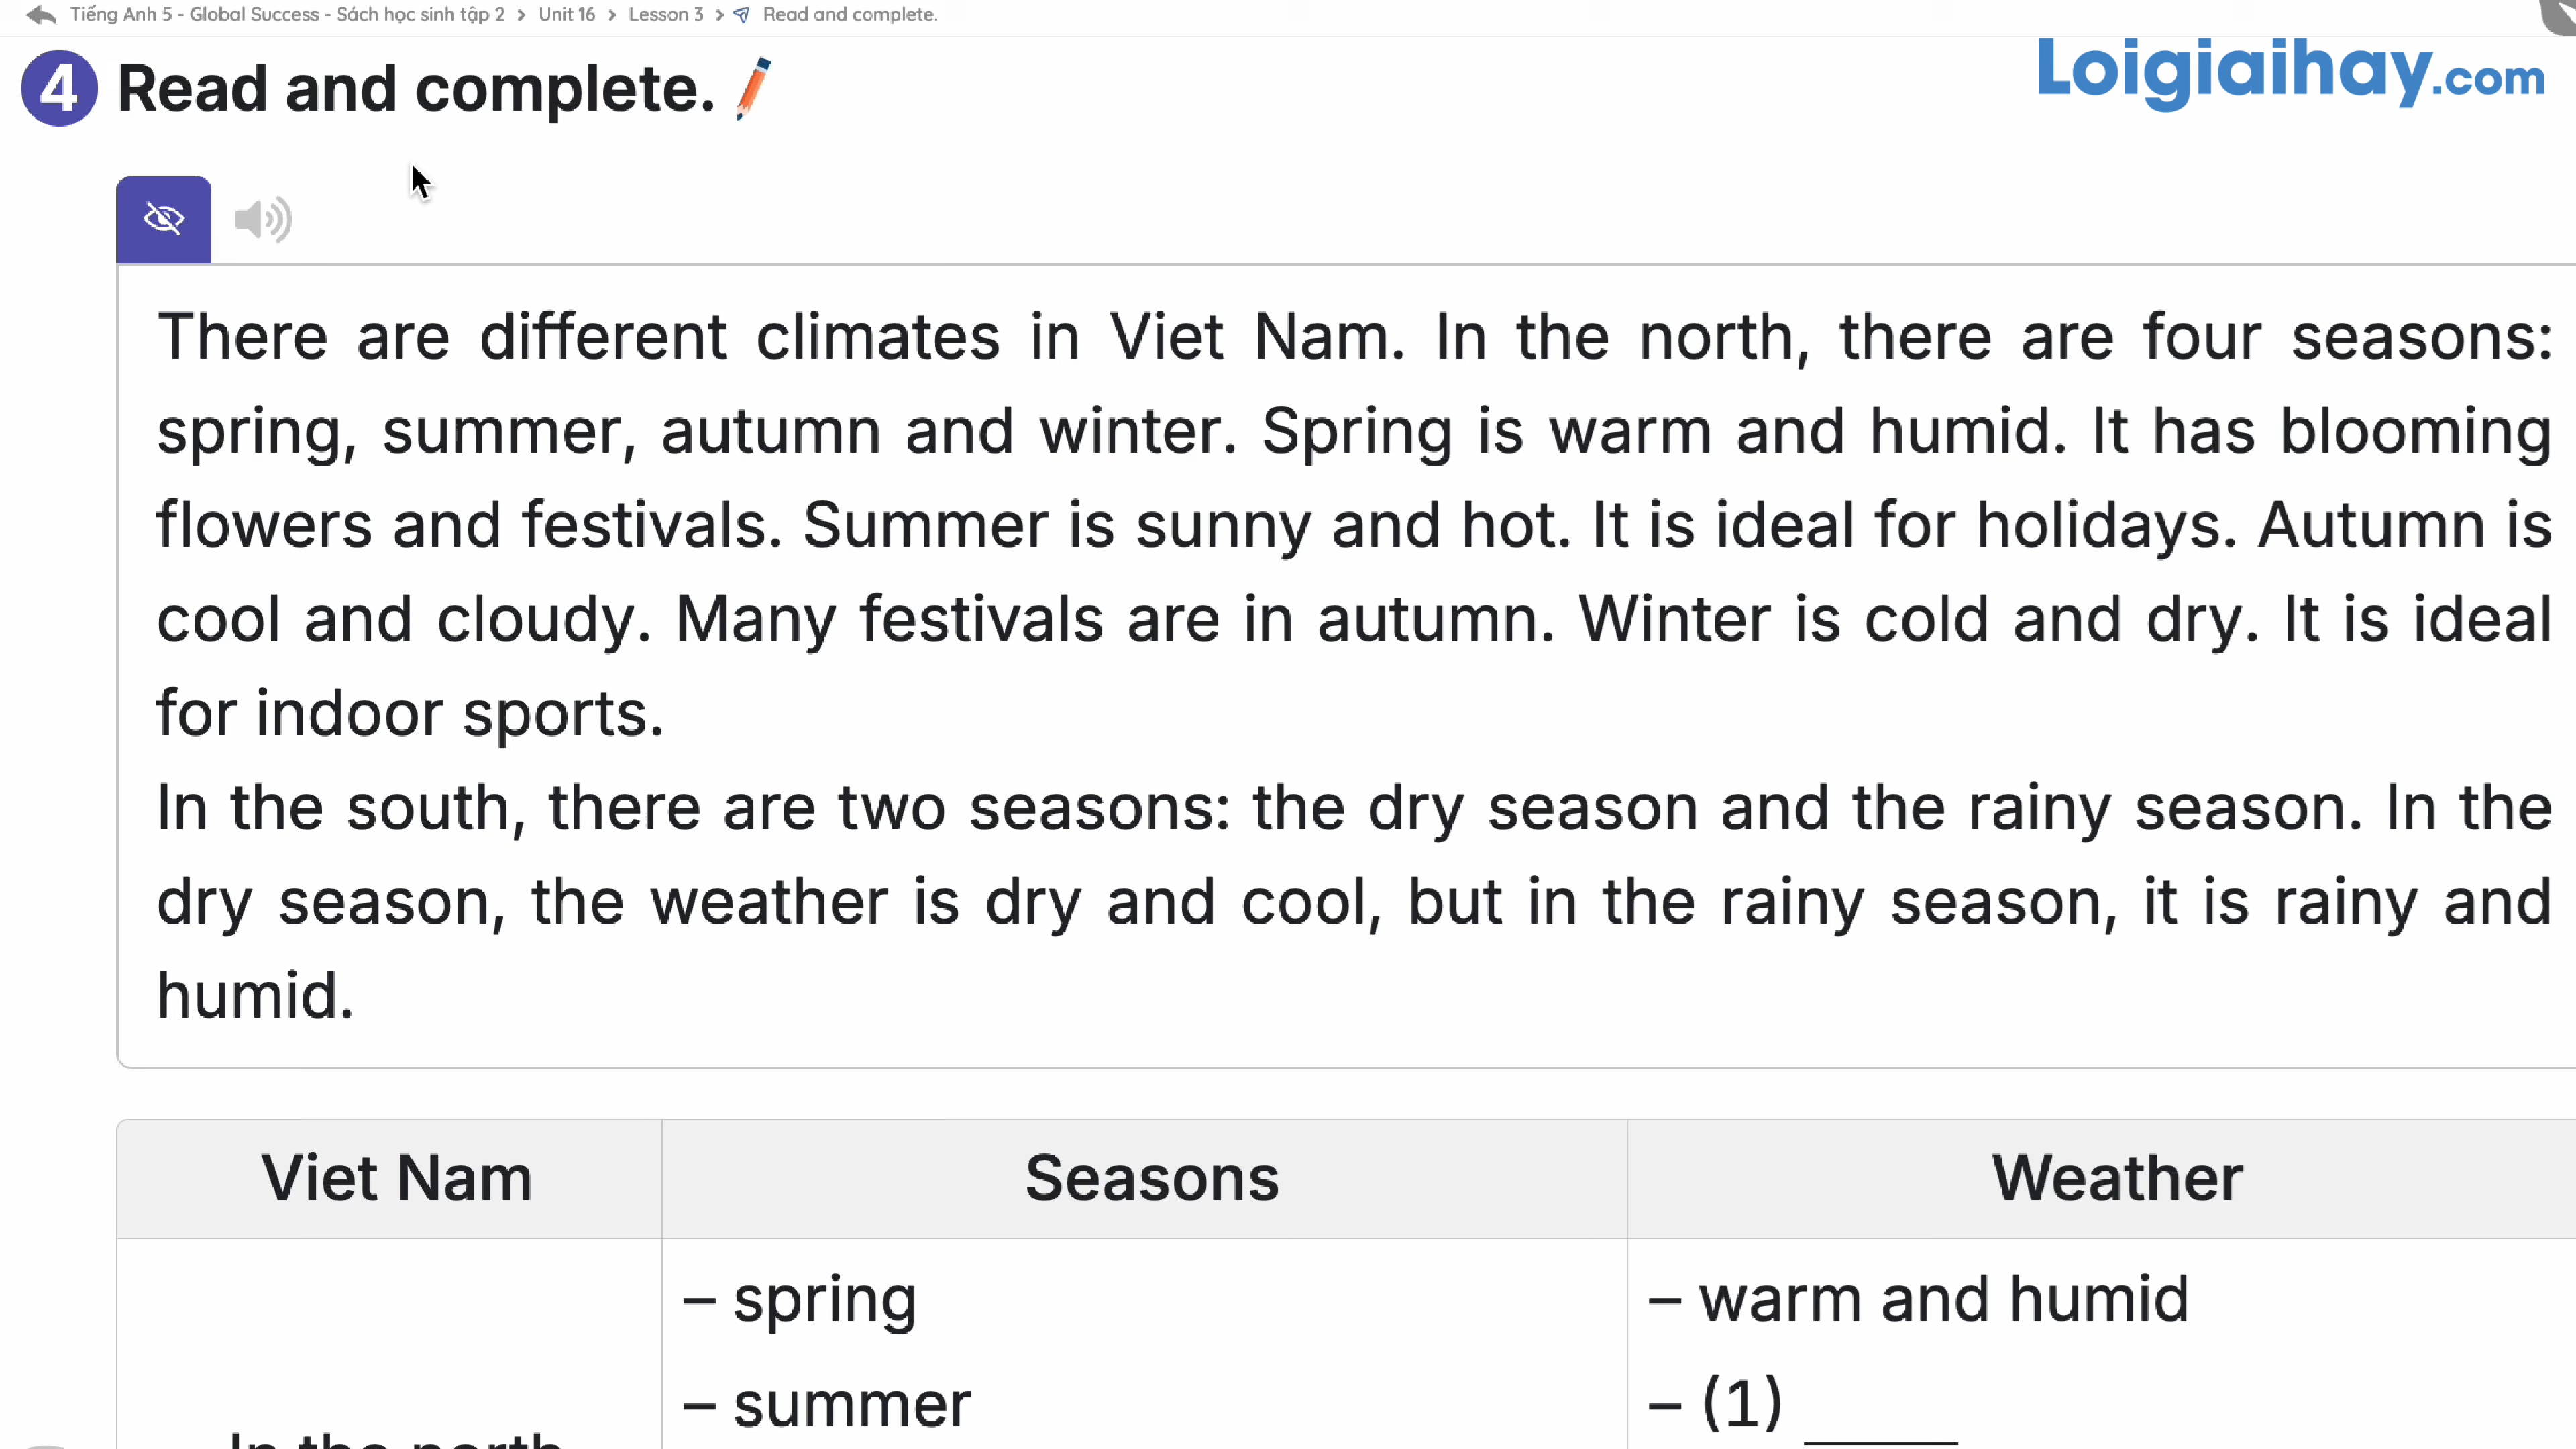 Tiếng Anh 5 - Global Success - Sách học sinh tập 2 > Unit 16 > Lesson 3 > Read and complete.
Loigiaihay.com
4 Read and complete.
There are different climates in Viet Nam. In the north, there are four seasons:
spring, summer, autumn and winter. Spring is warm and humid. It has blooming
flowers and festivals. Summer is sunny and hot. It is ideal for holidays. Autumn is
cool and cloudy. Many festivals are in autumn. Winter is cold and dry. It is ideal
for indoor sports.
In the south, there are two seasons: the dry season and the rainy season. In the
dry season, the weather is dry and cool, but in the rainy season, it is rainy and
humid.
Viet Nam Seasons Weather
– spring – warm and humid
– summer – (1) ______
In the north